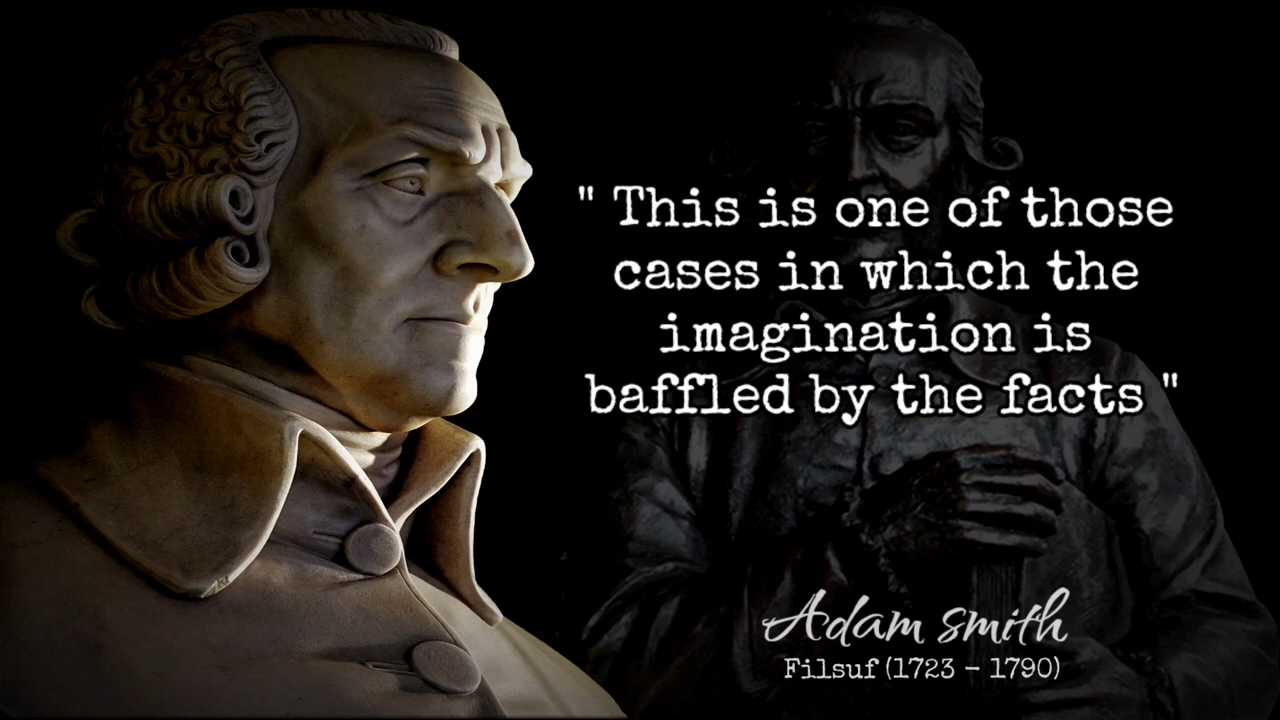 " This is one of those
cases in which the
imagination is
baffled by the facts "
Adam smith
Filsuf (1723 - 1790)